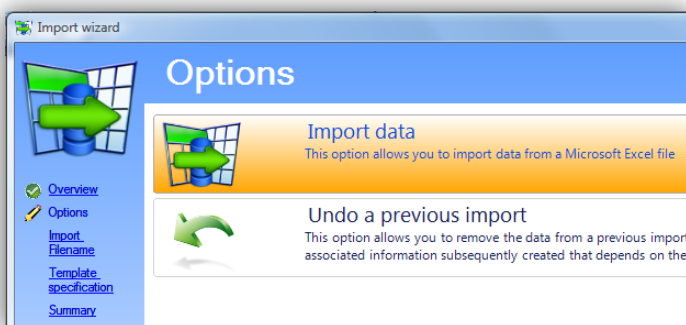 Import wizard
Options
Import data
This option allows you to import data from a Microsoft Excel file
Overview
Options
Import
Filename
Template
specification
Summary
Undo a previous import
This option allows you to remove the data from a previous import
associated information subsequently created that depends on the